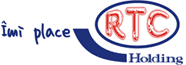 Îmi place
RTC
Holding